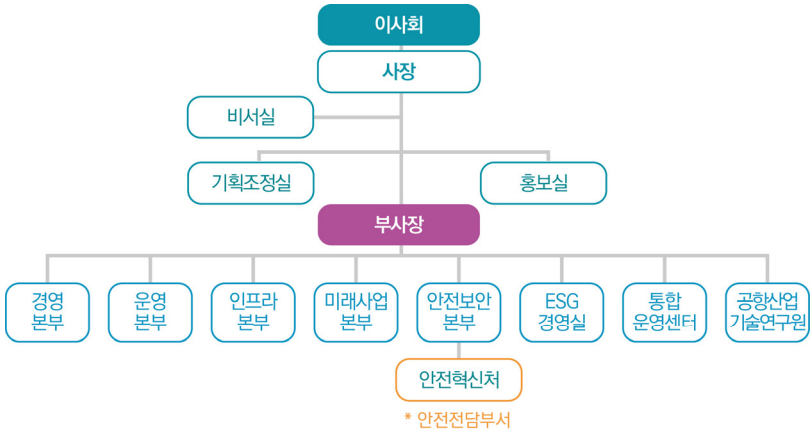 이사회
사장
비서실
기획조정실
홍보실
부사장
경영
본부
운영
본부
인프라
본부
미래사업
본부
안전보안
본부
ESG
경영실
통합
운영센터
공항산업
기술연구원
안전혁신처
* 안전전담부서